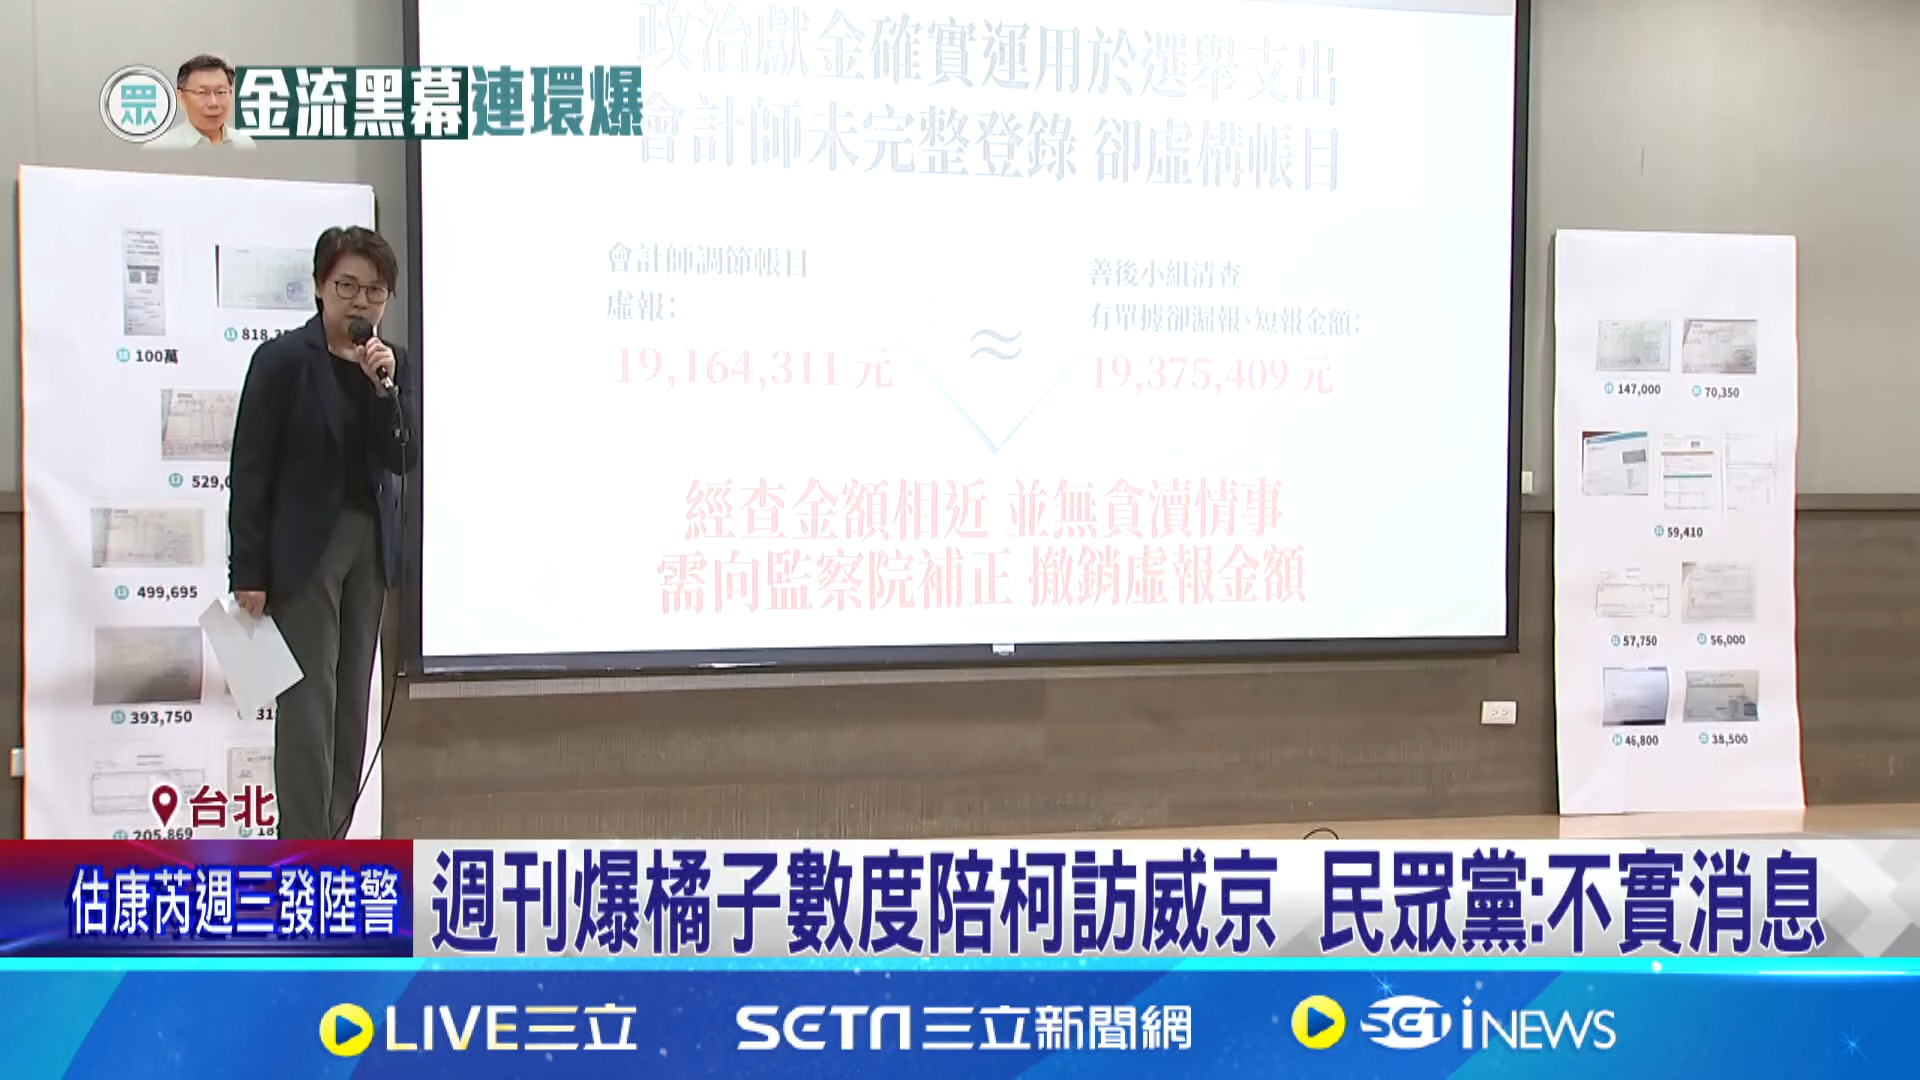 眾
金流黑幕連環爆
政治獻金確實運用於選舉支出
會計師未完整登錄 卻虛構帳目
會計師調節帳目
虛報：
19,164,311 元
≈
善後小組清查
有單據卻漏報、短報金額：
19,375,409 元
經查金額相近 並無貪瀆情事
需向監察院補正 撤銷虛報金額
100萬
499,695
393,750
205,869
147,000
70,350
59,410
57,750
56,000
46,800
38,500
台北
估康芮週三發陸警
週刊爆橘子數度陪柯訪威京 民眾黨:不實消息
LIVE三立
SETN三立新聞網
SETiNEWS